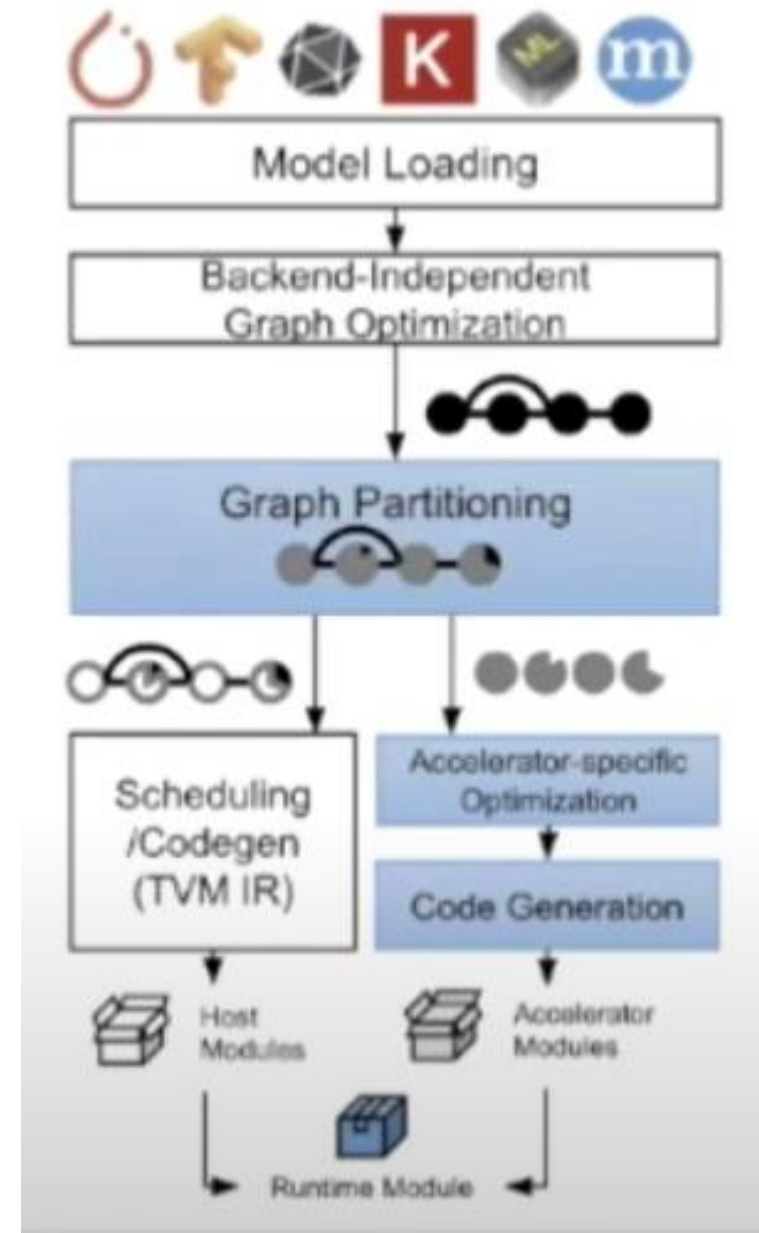 K
ML
m
Model Loading
Backend-Independent
Graph Optimization
Graph Partitioning
Scheduling
/Codegen
(TVM IR)
Accelerator-specific
Optimization
Code Generation
Host
Modules
Accelerator
Modules
Runtime Module